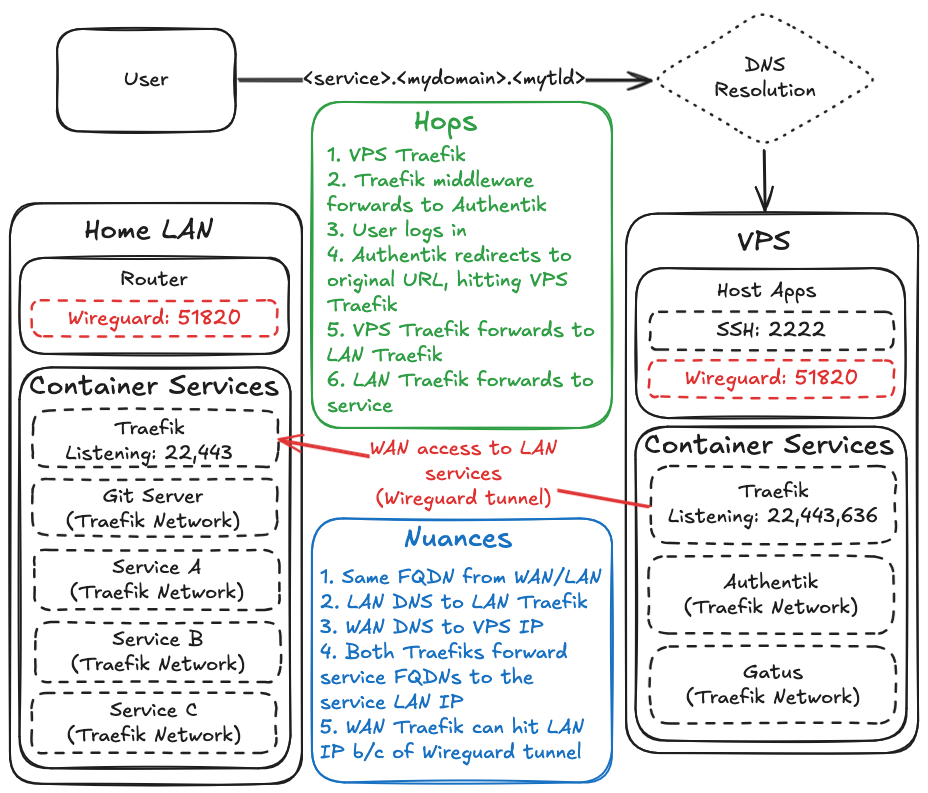 User
<service>.<mydomain>.<mytld>
DNS
Resolution
Hops
1. VPS Traefik
2. Traefik middleware
forwards to Authentik
3. User logs in
4. Authentik redirects to
original URL, hitting VPS
Traefik
5. VPS Traefik forwards to
LAN Traefik
6. LAN Traefik forwards to
service
Home LAN
Router
Wireguard: 51820
Container Services
Traefik
Listening: 22,443
Git Server
(Traefik Network)
Service A
(Traefik Network)
Service B
(Traefik Network)
Service C
(Traefik Network)
WAN access to LAN
services
(Wireguard tunnel)
Nuances
1. Same FQDN from WAN/LAN
2. LAN DNS to LAN Traefik
3. WAN DNS to VPS IP
4. Both Traefiks forward
service FQDNs to the
service LAN IP
5. WAN Traefik can hit LAN
IP b/c of Wireguard tunnel
VPS
Host Apps
SSH: 2222
Wireguard: 51820
Container Services
Traefik
Listening: 22,443,636
Authentik
(Traefik Network)
Gatus
(Traefik Network)